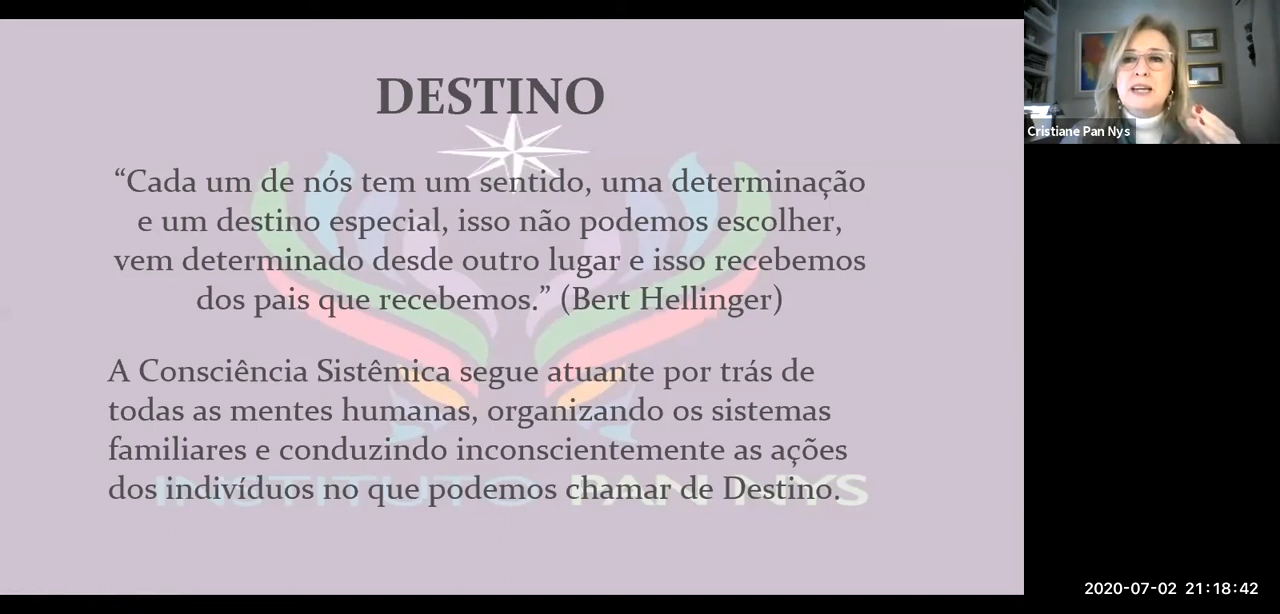 DESTINO
“Cada um de nós tem um sentido, uma determinação
e um destino especial, isso não podemos escolher,
vem determinado desde outro lugar e isso recebemos
dos pais que recebemos.” (Bert Hellinger)
A Consciência Sistêmica segue atuante por trás de
todas as mentes humanas, organizando os sistemas
familiares e conduzindo inconscientemente as ações
dos indivíduos no que podemos chamar de Destino.
INSTITUTO PAN NYS
Cristiane Pan Nys
2020-07-02 21:18:42